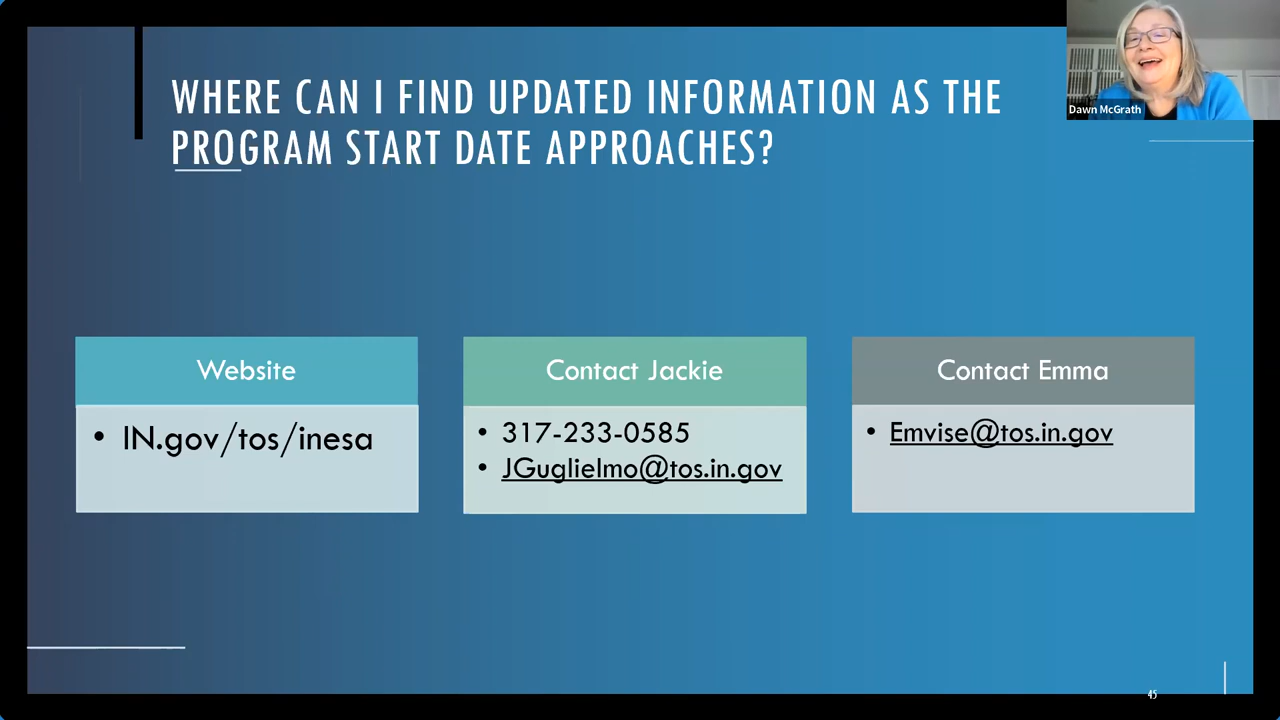 WHERE CAN I FIND UPDATED INFORMATION AS THE
PROGRAM START DATE APPROACHES?
Dawn McGrath
Website
• IN.gov/tos/inesa
Contact Jackie
• 317-233-0585
• JGuglielmo@tos.in.gov
Contact Emma
• Emvise@tos.in.gov
45